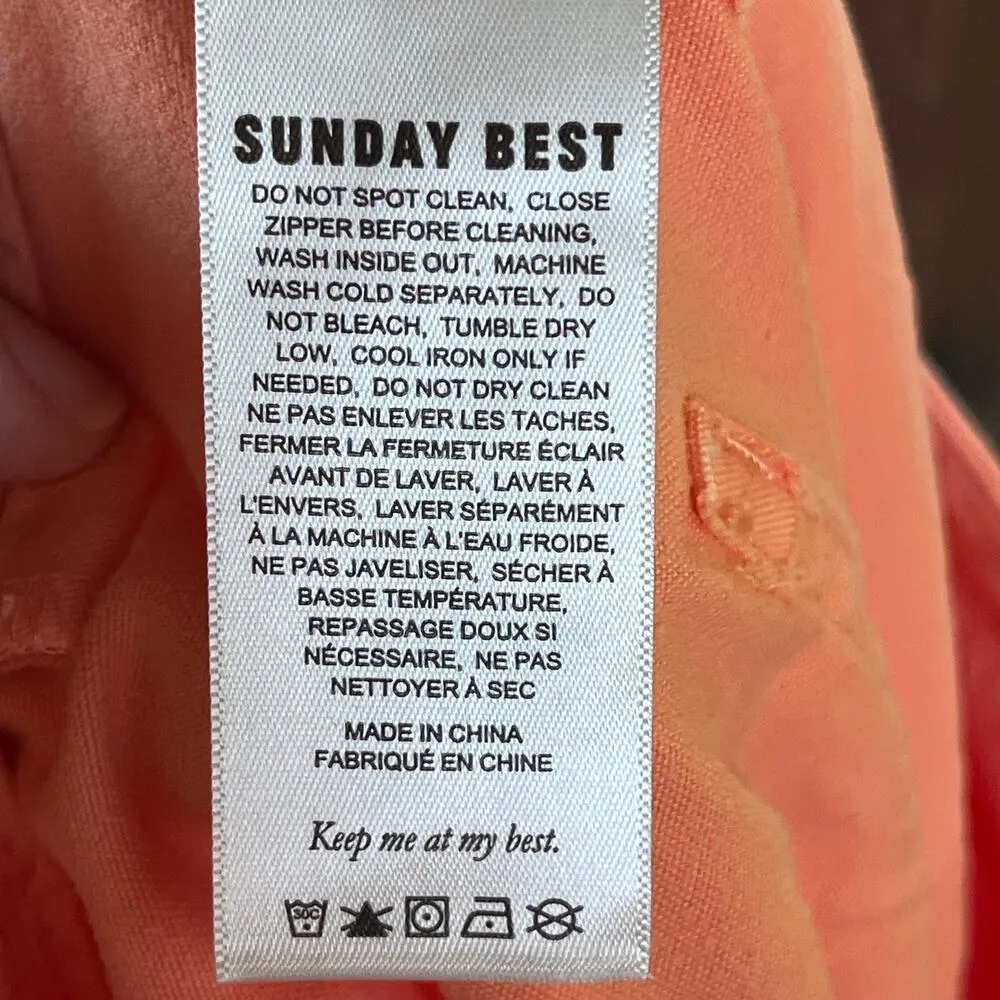 SUNDAY BEST
DO NOT SPOT CLEAN, CLOSE
ZIPPER BEFORE CLEANING,
WASH INSIDE OUT, MACHINE
WASH COLD SEPARATELY, DO
NOT BLEACH, TUMBLE DRY
LOW, COOL IRON ONLY IF
NEEDED, DO NOT DRY CLEAN
NE PAS ENLEVER LES TACHES,
FERMER LA FERMETURE ÉCLAIR
AVANT DE LAVER, LAVER À
L'ENVERS, LAVER SÉPARÉMENT
À LA MACHINE À L'EAU FROIDE,
NE PAS JAVELISER, SÉCHER À
BASSE TEMPÉRATURE,
REPASSAGE DOUX SI
NÉCESSAIRE, NE PAS
NETTOYER À SEC
MADE IN CHINA
FABRIQUÉ EN CHINE
Keep me at my best.
30C